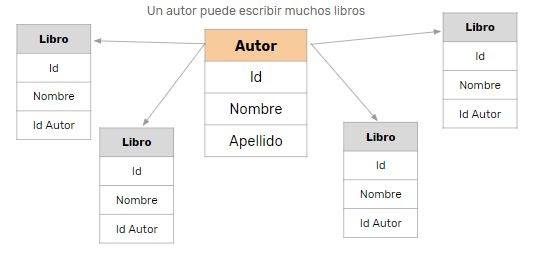 Un autor puede escribir muchos libros
Libro
Id
Nombre
Id Autor
Libro
Id
Nombre
Id Autor
Autor
Id
Nombre
Apellido
Libro
Id
Nombre
Id Autor
Libro
Id
Nombre
Id Autor